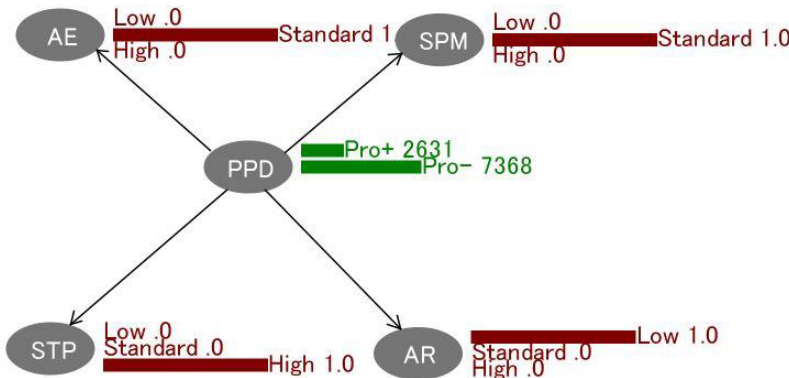 AE
Low .0
Standard 1.
High .0
SPM
Low .0
Standard 1.0
High .0
PPD
Pro+ 2631
Pro- 7368
STP
Low .0
Standard .0
High 1.0
AR
Low 1.0
Standard .0
High .0